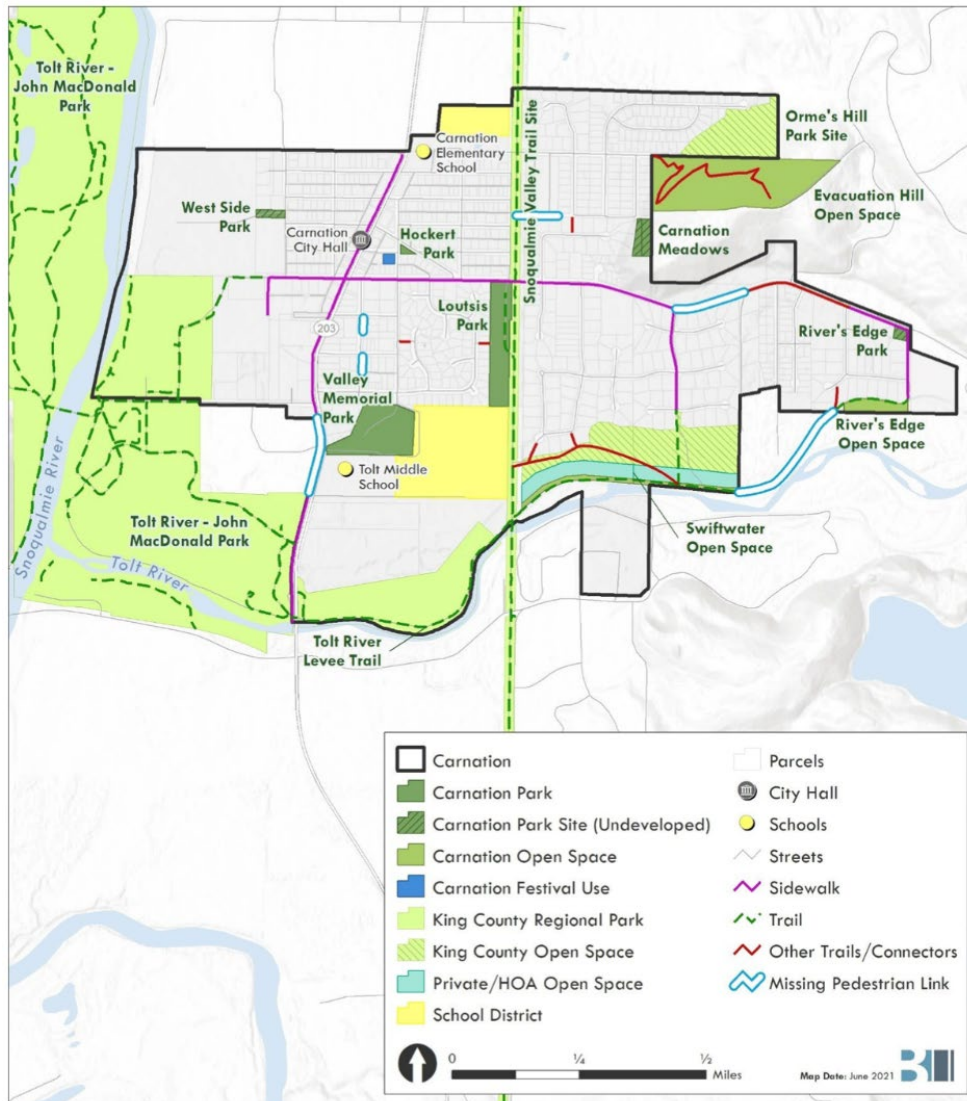 Tolt River -
John MacDonald
Park
Snoqualmie Valley Trail Site
Orme's Hill
Park Site
Carnation
Elementary
School
West Side
Park
Carnation
City Hall
Hockert
Park
Carnation
Meadows
Evacuation Hill
Open Space
Loutsis
Park
203
River's Edge
Park
Valley
Memorial
Park
River's Edge
Open Space
Tolt Middle
School
Snoqualmie River
Tolt River - John
MacDonald Park
Swiftwater
Open Space
Tolt River
Tolt River
Levee Trail
Carnation
Carnation Park
Carnation Park Site (Undeveloped)
Carnation Open Space
Carnation Festival Use
King County Regional Park
King County Open Space
Private/HOA Open Space
School District
Parcels
City Hall
Schools
Streets
Sidewalk
Trail
Other Trails/Connectors
Missing Pedestrian Link
0 ¼ ½
Miles
Map Date: June 2021